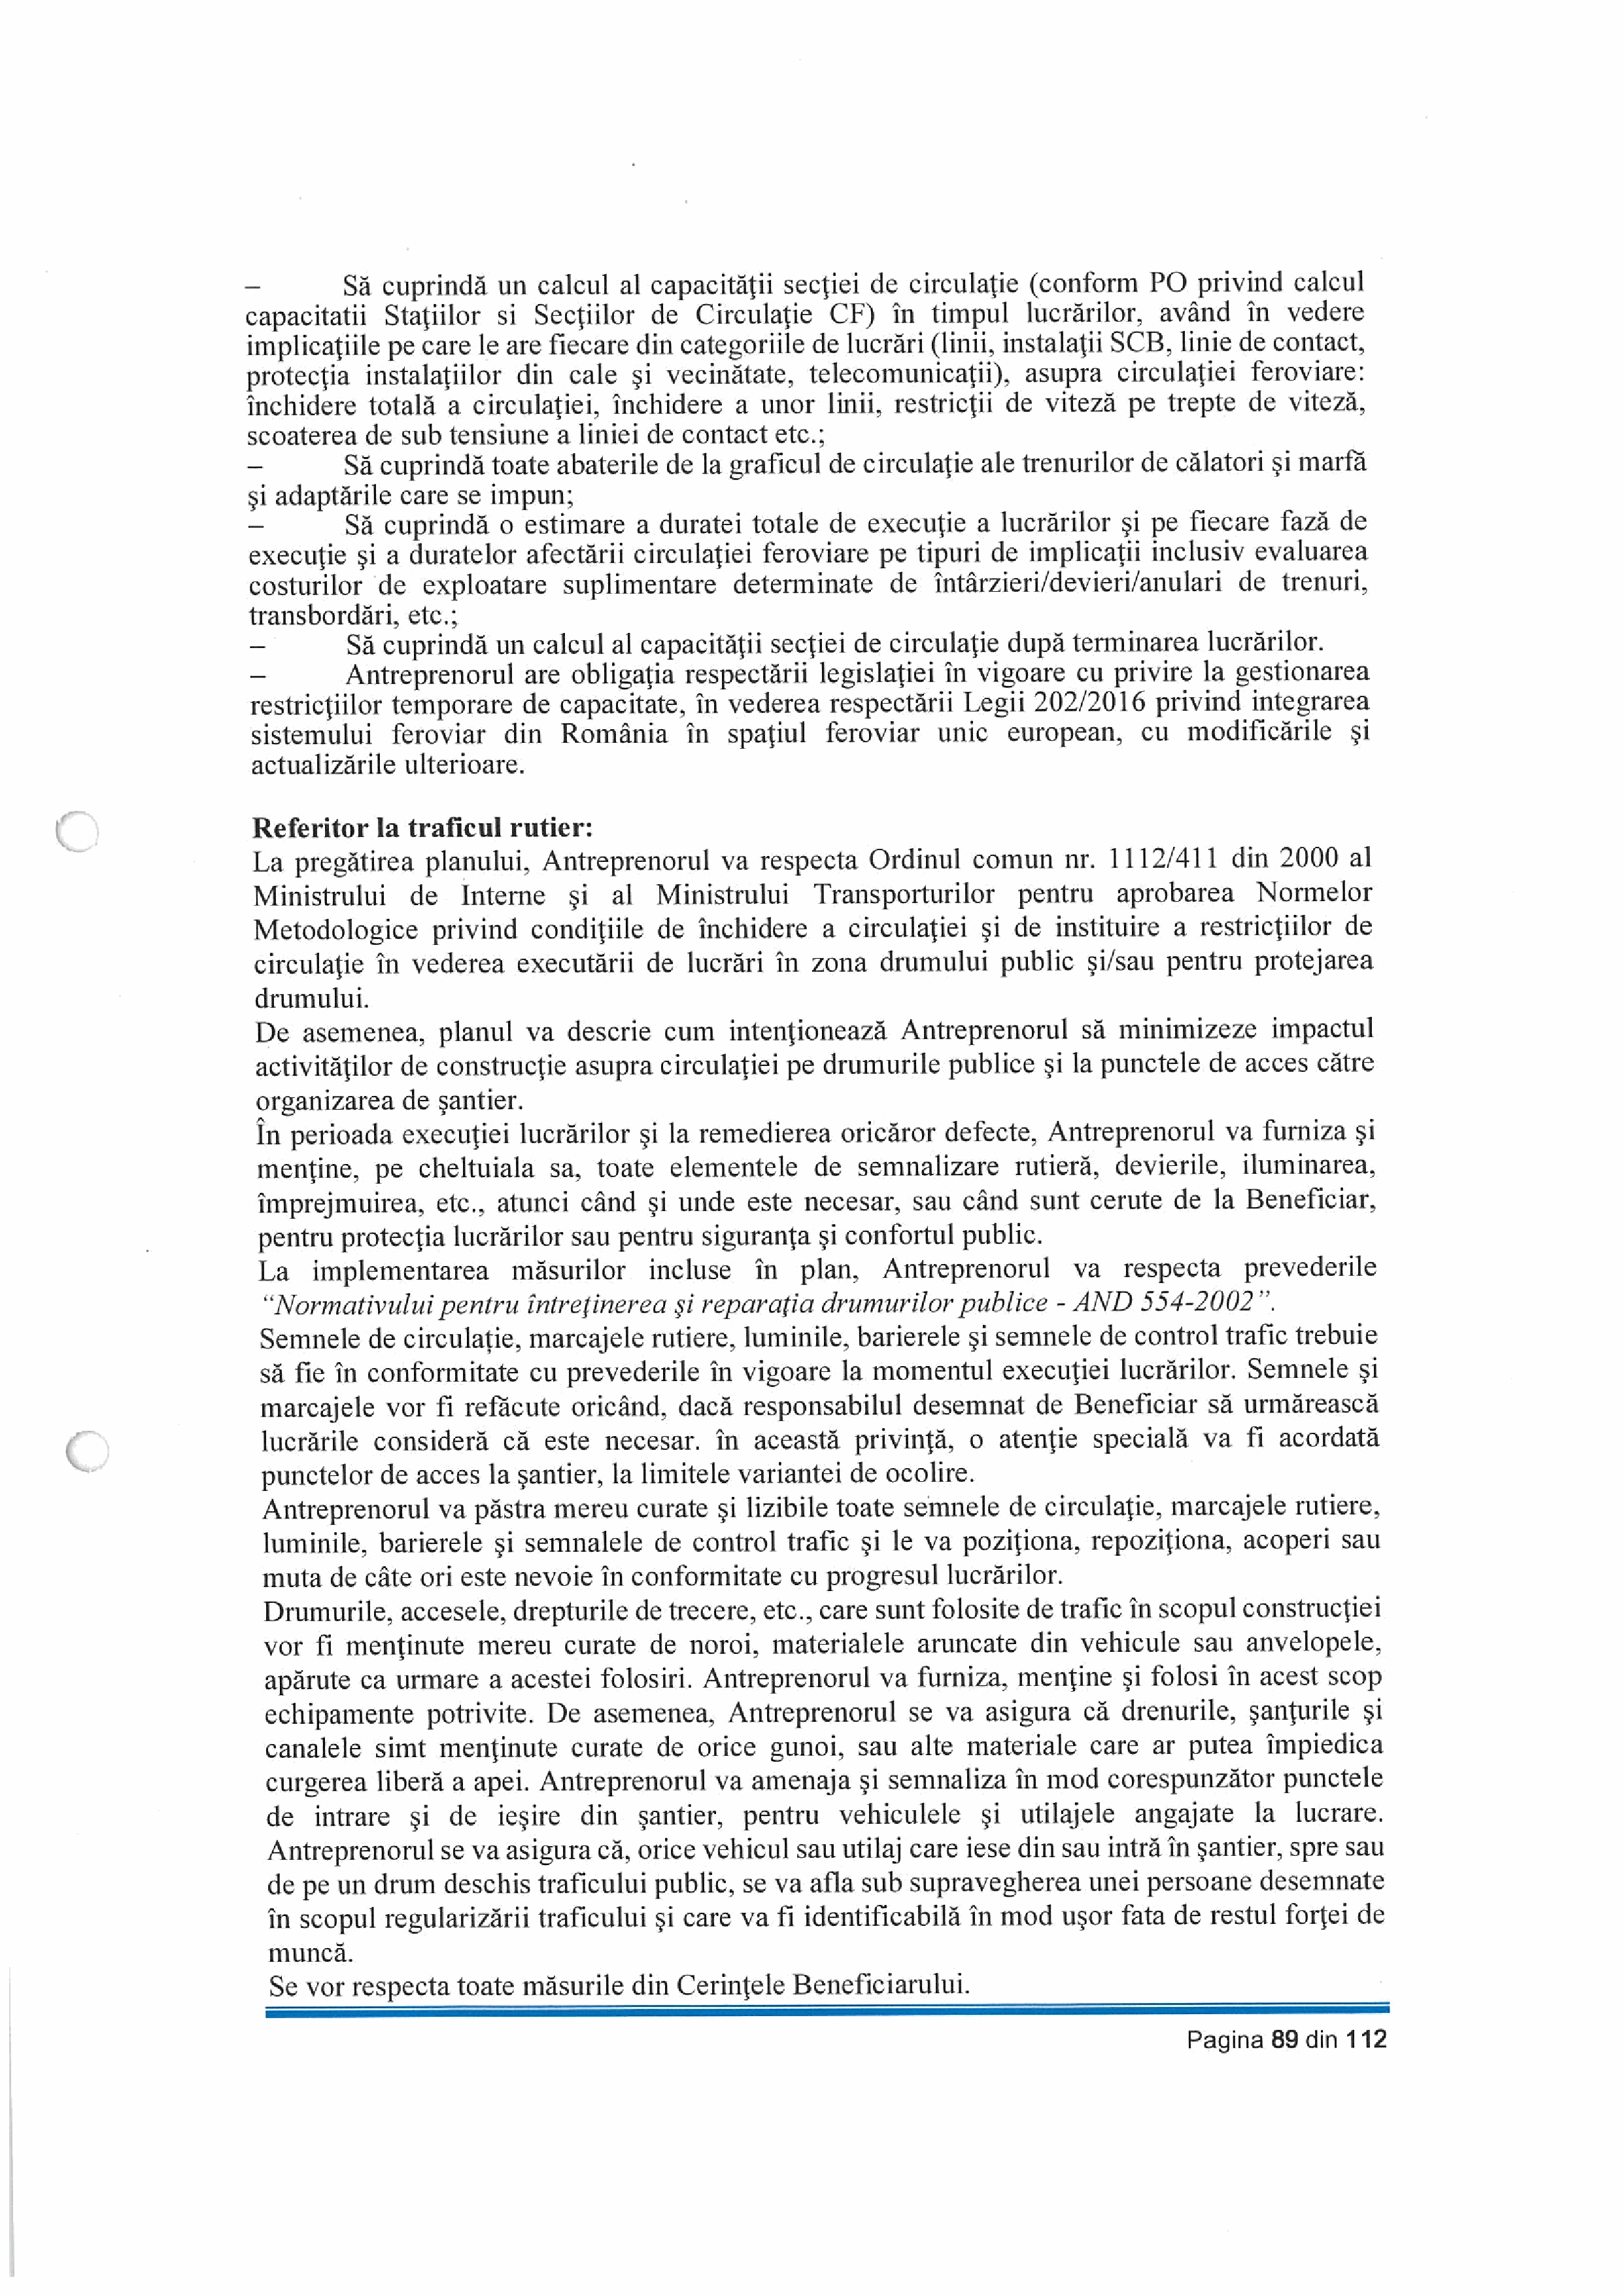 – Să cuprindă un calcul al capacităţii secţiei de circulaţie (conform PO privind calcul
capacitatii Staţiilor si Secţiilor de Circulaţie CF) în timpul lucrărilor, având în vedere
implicaţiile pe care le are fiecare din categoriile de lucrări (linii, instalaţii SCB, linie de contact,
protecţia instalaţiilor din cale şi vecinătate, telecomunicaţii), asupra circulaţiei feroviare:
închidere totală a circulaţiei, închidere a unor linii, restricţii de viteză pe trepte de viteză,
scoaterea de sub tensiune a liniei de contact etc.;
– Să cuprindă toate abaterile de la graficul de circulaţie ale trenurilor de călatori şi marfă
şi adaptările care se impun;
– Să cuprindă o estimare a duratei totale de execuţie a lucrărilor şi pe fiecare fază de
execuţie şi a duratelor afectării circulaţiei feroviare pe tipuri de implicaţii inclusiv evaluarea
costurilor de exploatare suplimentare determinate de întârzieri/devieri/anulari de trenuri,
transbordări, etc.;
– Să cuprindă un calcul al capacităţii secţiei de circulaţie după terminarea lucrărilor.
– Antreprenorul are obligaţia respectării legislaţiei în vigoare cu privire la gestionarea
restricţiilor temporare de capacitate, în vederea respectării Legii 202/2016 privind integrarea
sistemului feroviar din România în spaţiul feroviar unic european, cu modificările şi
actualizările ulterioare.
Referitor la traficul rutier:
La pregătirea planului, Antreprenorul va respecta Ordinul comun nr. 1112/411 din 2000 al
Ministrului de Interne şi al Ministrului Transporturilor pentru aprobarea Normelor
Metodologice privind condiţiile de închidere a circulaţiei şi de instituire a restricţiilor de
circulaţie în vederea executării de lucrări în zona drumului public şi/sau pentru protejarea
drumului.
De asemenea, planul va descrie cum intenţionează Antreprenorul să minimizeze impactul
activităţilor de construcţie asupra circulaţiei pe drumurile publice şi la punctele de acces către
organizarea de şantier.
În perioada execuţiei lucrărilor şi la remedierea oricăror defecte, Antreprenorul va furniza şi
menţine, pe cheltuiala sa, toate elementele de semnalizare rutieră, devierile, iluminarea,
împrejmuirea, etc., atunci când şi unde este necesar, sau când sunt cerute de la Beneficiar,
pentru protecţia lucrărilor sau pentru siguranţa şi confortul public.
La implementarea măsurilor incluse în plan, Antreprenorul va respecta prevederile
“Normativului pentru întreţinerea şi reparaţia drumurilor publice - AND 554-2002”.
Semnele de circulaţie, marcajele rutiere, luminile, barierele şi semnele de control trafic trebuie
să fie în conformitate cu prevederile în vigoare la momentul execuţiei lucrărilor. Semnele şi
marcajele vor fi refăcute oricând, dacă responsabilul desemnat de Beneficiar să urmărească
lucrările consideră că este necesar. în această privinţă, o atenţie specială va fi acordată
punctelor de acces la şantier, la limitele variantei de ocolire.
Antreprenorul va păstra mereu curate şi lizibile toate semnele de circulaţie, marcajele rutiere,
luminile, barierele şi semnalele de control trafic şi le va poziţiona, repoziţiona, acoperi sau
muta de câte ori este nevoie în conformitate cu progresul lucrărilor.
Drumurile, accesele, drepturile de trecere, etc., care sunt folosite de trafic în scopul construcţiei
vor fi menţinute mereu curate de noroi, materialele aruncate din vehicule sau anvelopele,
apărute ca urmare a acestei folosiri. Antreprenorul va furniza, menţine şi folosi în acest scop
echipamente potrivite. De asemenea, Antreprenorul se va asigura că drenurile, şanţurile şi
canalele simt menţinute curate de orice gunoi, sau alte materiale care ar putea împiedica
curgerea liberă a apei. Antreprenorul va amenaja şi semnaliza în mod corespunzător punctele
de intrare şi de ieşire din şantier, pentru vehiculele şi utilajele angajate la lucrare.
Antreprenorul se va asigura că, orice vehicul sau utilaj care iese din sau intră în şantier, spre sau
de pe un drum deschis traficului public, se va afla sub supravegherea unei persoane desemnate
în scopul regularizării traficului şi care va fi identificabilă în mod uşor fata de restul forţei de
muncă.
Se vor respecta toate măsurile din Cerinţele Beneficiarului.
Pagina 89 din 112